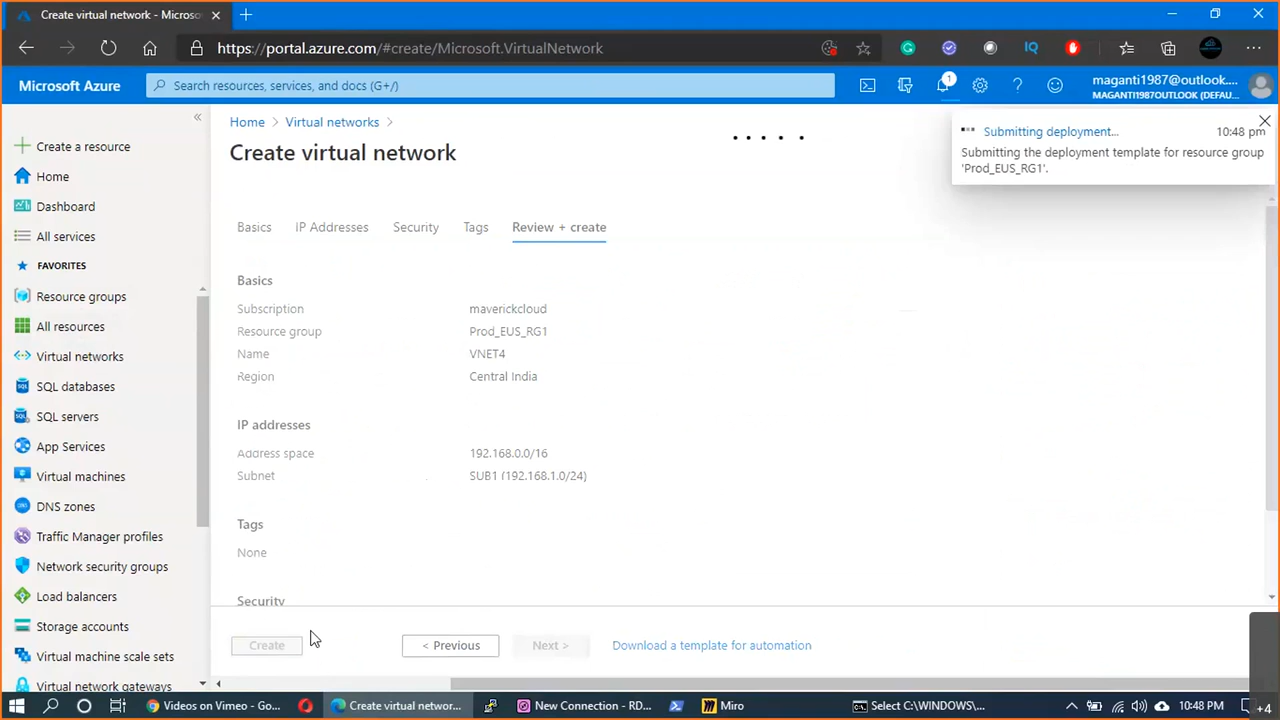 Create virtual network - Microso
https://portal.azure.com/#create/Microsoft.VirtualNetwork
IQ
Microsoft Azure
Search resources, services, and docs (G+/)
1
maganti1987@outlook....
MAGANTI1987OUTLOOK (DEFAU...
Home > Virtual networks >
Create virtual network
Submitting deployment...
10:48 pm
Submitting the deployment template for resource group
'Prod_EUS_RG1'.
Create a resource
Home
Dashboard
All services
FAVORITES
Resource groups
All resources
Virtual networks
SQL databases
SQL servers
App Services
Virtual machines
DNS zones
Traffic Manager profiles
Network security groups
Load balancers
Storage accounts
Virtual machine scale sets
Virtual network gateways
Basics
IP Addresses
Security
Tags
Review + create
Basics
Subscription
maverickcloud
Resource group
Prod_EUS_RG1
Name
VNET4
Region
Central India
IP addresses
Address space
192.168.0.0/16
Subnet
SUB1 (192.168.1.0/24)
Tags
None
Security
Create
< Previous
Next >
Download a template for automation
Videos on Vimeo - Go...
Create virtual networ...
New Connection - RD...
Miro
Select C:\WINDOWS\...
10:48 PM
+4